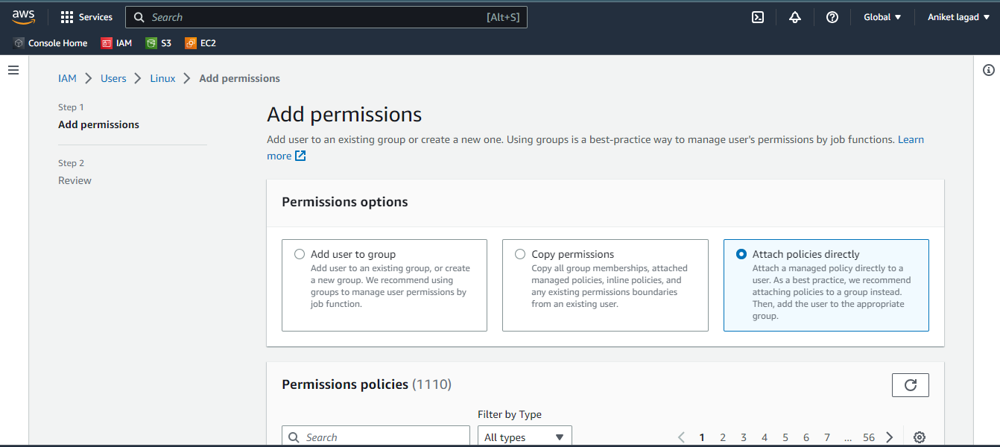 aws
Services
Search
[Alt+S]
Global
Aniket lagad
Console Home
IAM
S3
EC2
IAM
Users
Linux
Add permissions
Step 1
Add permissions
Step 2
Review
Add permissions
Add user to an existing group or create a new one. Using groups is a best-practice way to manage user's permissions by job functions. Learn
more
Permissions options
Add user to group
Add user to an existing group, or create
a new group. We recommend using
groups to manage user permissions by
job function.
Copy permissions
Copy all group memberships, attached
managed policies, inline policies, and
any existing permissions boundaries
from an existing user.
Attach policies directly
Attach a managed policy directly to a
user. As a best practice, we recommend
attaching policies to a group instead.
Then, add the user to the appropriate
group.
Permissions policies (1110)
Filter by Type
Search
All types
1 2 3 4 5 6 7 ... 56